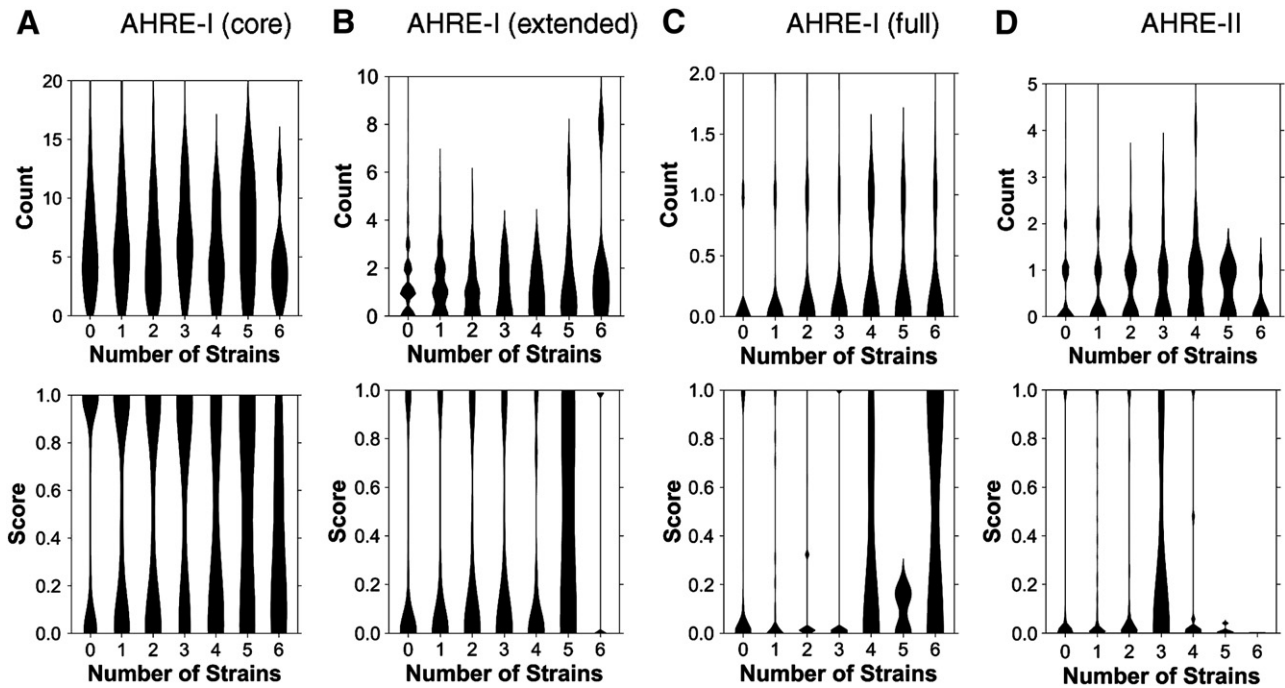 A AHRE-I (core)
B AHRE-I (extended)
C AHRE-I (full)
D AHRE-II
Count
20
15
10
5
0
0 1 2 3 4 5 6
Number of Strains
Count
10
8
6
4
2
0
0 1 2 3 4 5 6
Number of Strains
Count
2.0
1.5
1.0
0.5
0.0
0 1 2 3 4 5 6
Number of Strains
Count
5
4
3
2
1
0
0 1 2 3 4 5 6
Number of Strains
Score
1.0
0.8
0.6
0.4
0.2
0.0
0 1 2 3 4 5 6
Number of Strains
Score
1.0
0.8
0.6
0.4
0.2
0.0
0 1 2 3 4 5 6
Number of Strains
Score
1.0
0.8
0.6
0.4
0.2
0.0
0 1 2 3 4 5 6
Number of Strains
Score
1.0
0.8
0.6
0.4
0.2
0.0
0 1 2 3 4 5 6
Number of Strains